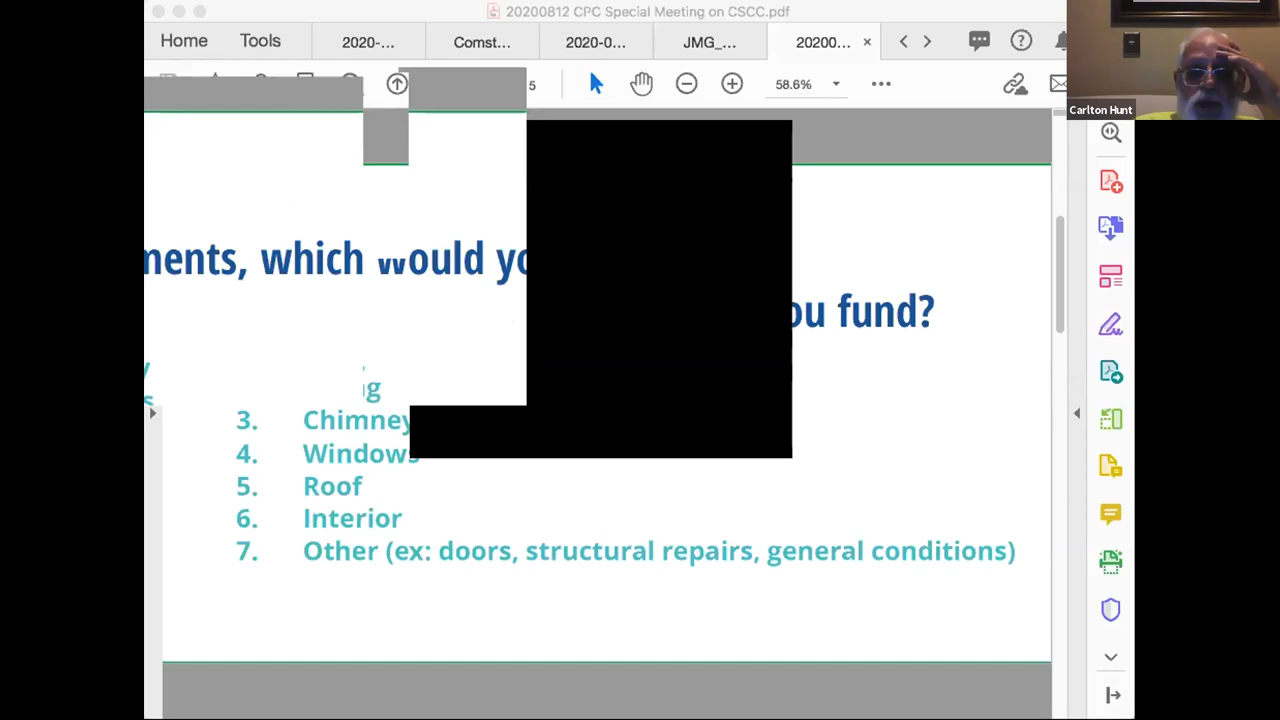 20200812 CPC Special Meeting on CSCC.pdf
Home Tools 2020-... Comst... 2020-0... JMG_... 20200...
5 58.6%
Carlton Hunt
ments, which would yo
ou fund?
3. Chimney
4. Windows
5. Roof
6. Interior
7. Other (ex: doors, structural repairs, general conditions)